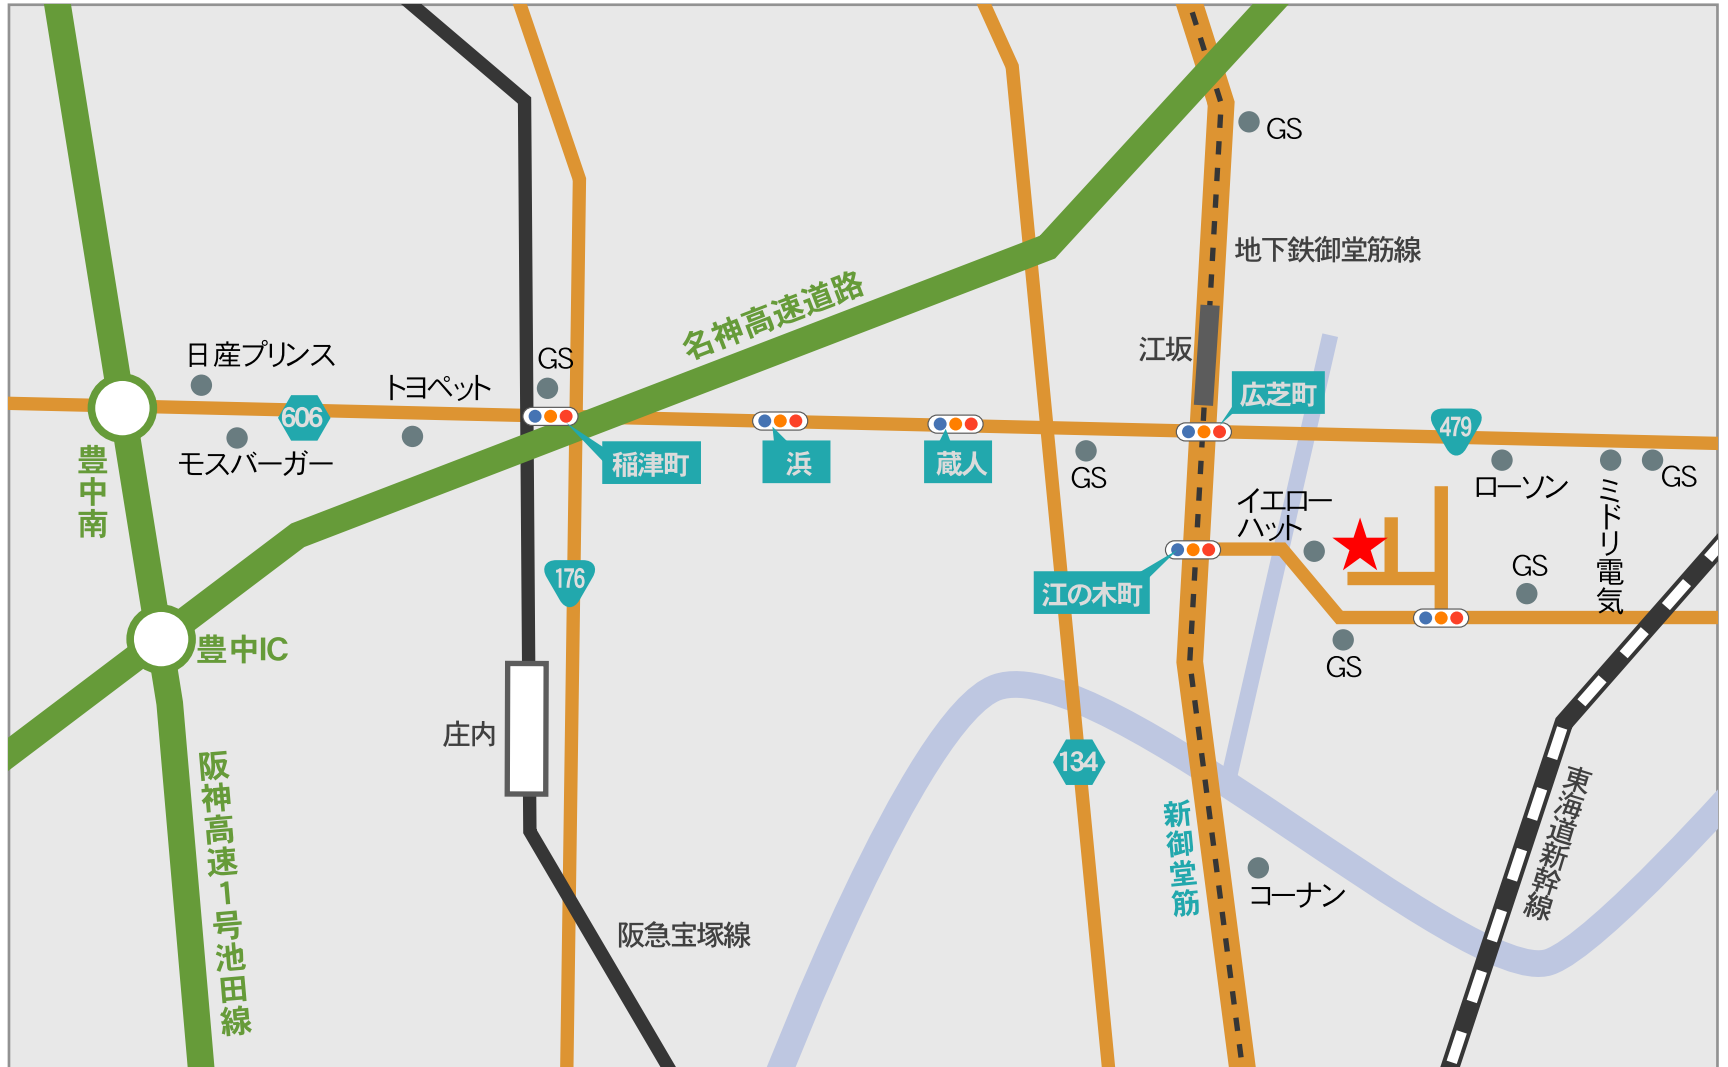 GS
地下鉄御堂筋線
名神高速道路
江坂
日産プリンス
GS
トヨペット
広芝町
606
479
モスバーガー
稲津町
浜
蔵人
GS
ローソン
GS
豊中南
イエロー
ハット
ミドリ電気
176
江の木町
GS
豊中IC
GS
庄内
134
阪神高速1号池田線
新御堂筋
東海道新幹線
コーナン
阪急宝塚線